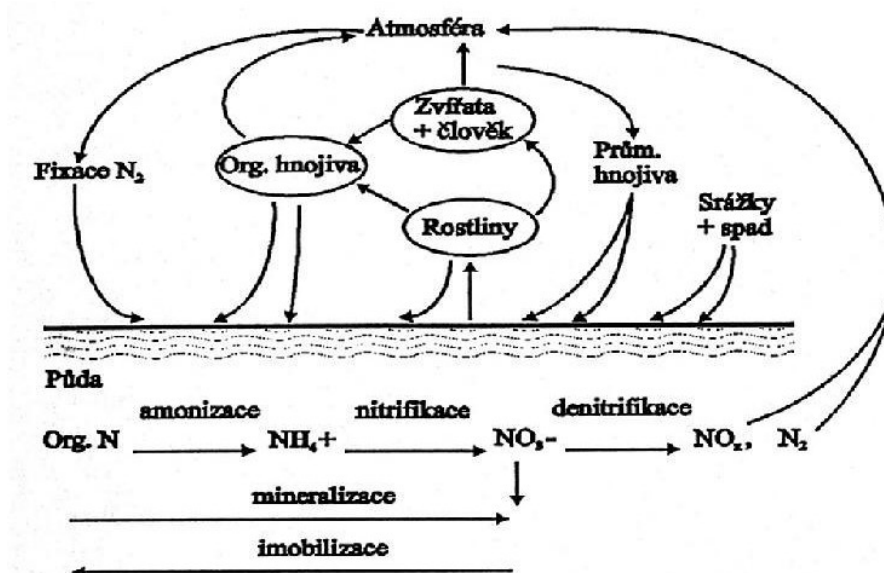 Atmosféra
Zvířata
+ člověk
Fixace N₂
Org. hnojiva
Prům.
hnojiva
Rostliny
Srážky
+ spad
Půda
amonizace
nitrifikace
denitrifikace
Org. N
NH₄+
NO₃-
NOₓ, N₂
mineralizace
imobilizace